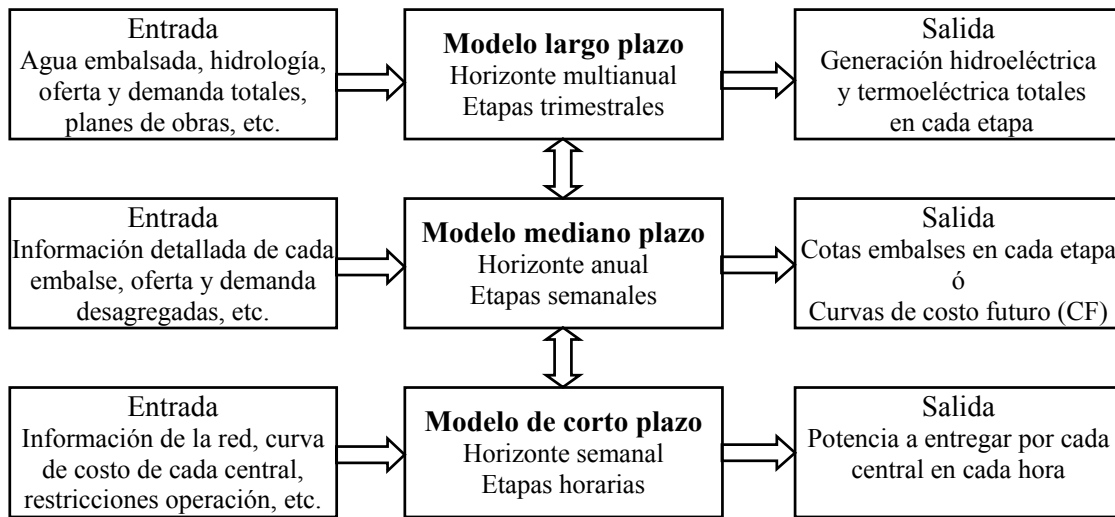 Entrada
Agua embalsada, hidrología,
oferta y demanda totales,
planes de obras, etc.
Modelo largo plazo
Horizonte multianual
Etapas trimestrales
Salida
Generación hidroeléctrica
y termoeléctrica totales
en cada etapa
Entrada
Información detallada de cada
embalse, oferta y demanda
desagregadas, etc.
Modelo mediano plazo
Horizonte anual
Etapas semanales
Salida
Cotas embalses en cada etapa
ó
Curvas de costo futuro (CF)
Entrada
Información de la red, curva
de costo de cada central,
restricciones operación, etc.
Modelo de corto plazo
Horizonte semanal
Etapas horarias
Salida
Potencia a entregar por cada
central en cada hora